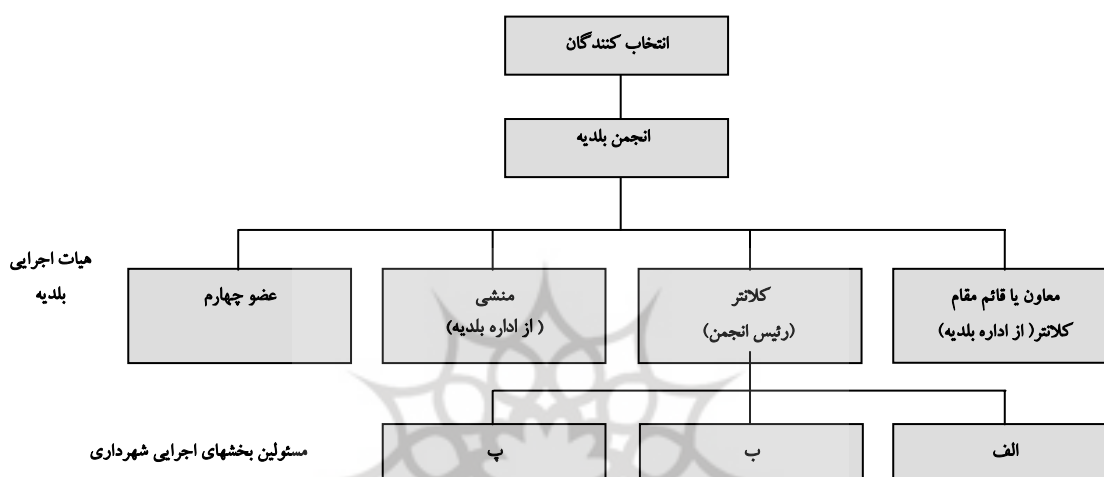 انتخاب کنندگان
انجمن بلدیه
هیات اجرایی
بلدیه
معاون یا قائم مقام
کلانتر( از اداره بلدیه)
کلانتر
(رئیس انجمن)
منشی
( از اداره بلدیه)
عضو چهارم
الف
ب
پ
مسئولین بخشهای اجرایی شهرداری